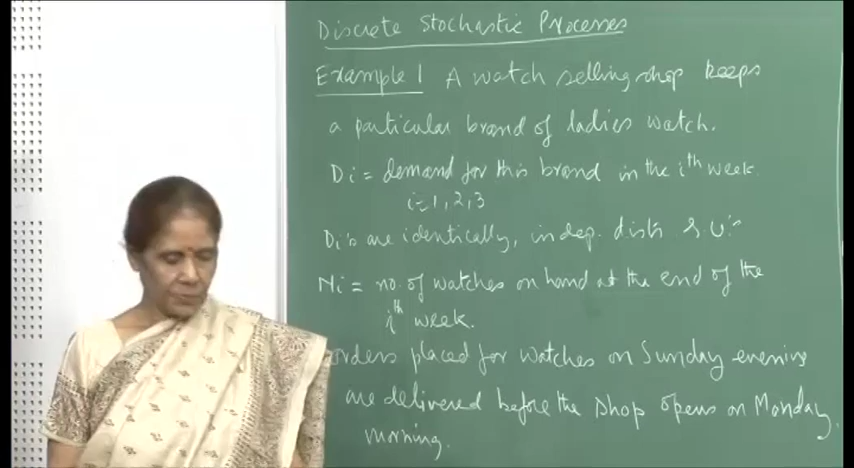 Discrete Stochastic Processes
Example 1 A watch selling shop keeps
a particular brand of ladies watch.
Di = demand for this brand in the ith week.
i=1,2,3
Di's are identically, indep. distr. r.v.'s
Ni = no. of watches on hand at the end of the
ith week.
orders placed for watches on Sunday evening
are delivered before the shop opens on Monday
morning.